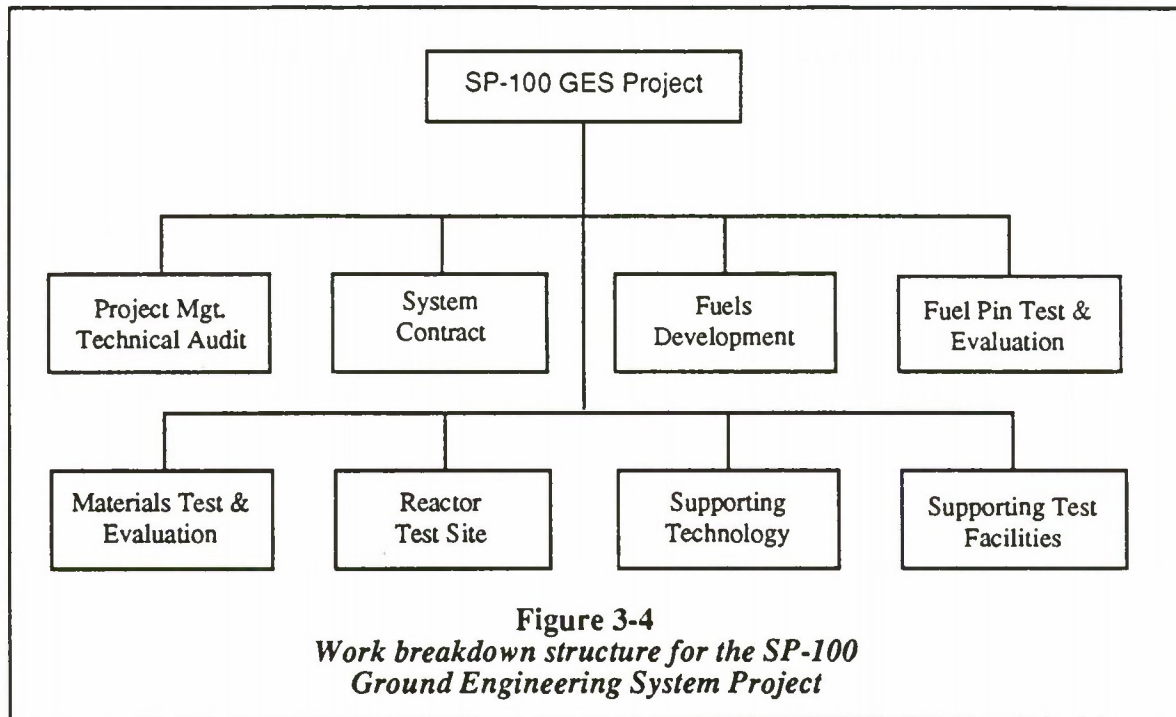 SP-100 GES Project
Project Mgt.
Technical Audit
System
Contract
Fuels
Development
Fuel Pin Test &
Evaluation
Materials Test &
Evaluation
Reactor
Test Site
Supporting
Technology
Supporting Test
Facilities
Figure 3-4
Work breakdown structure for the SP-100
Ground Engineering System Project